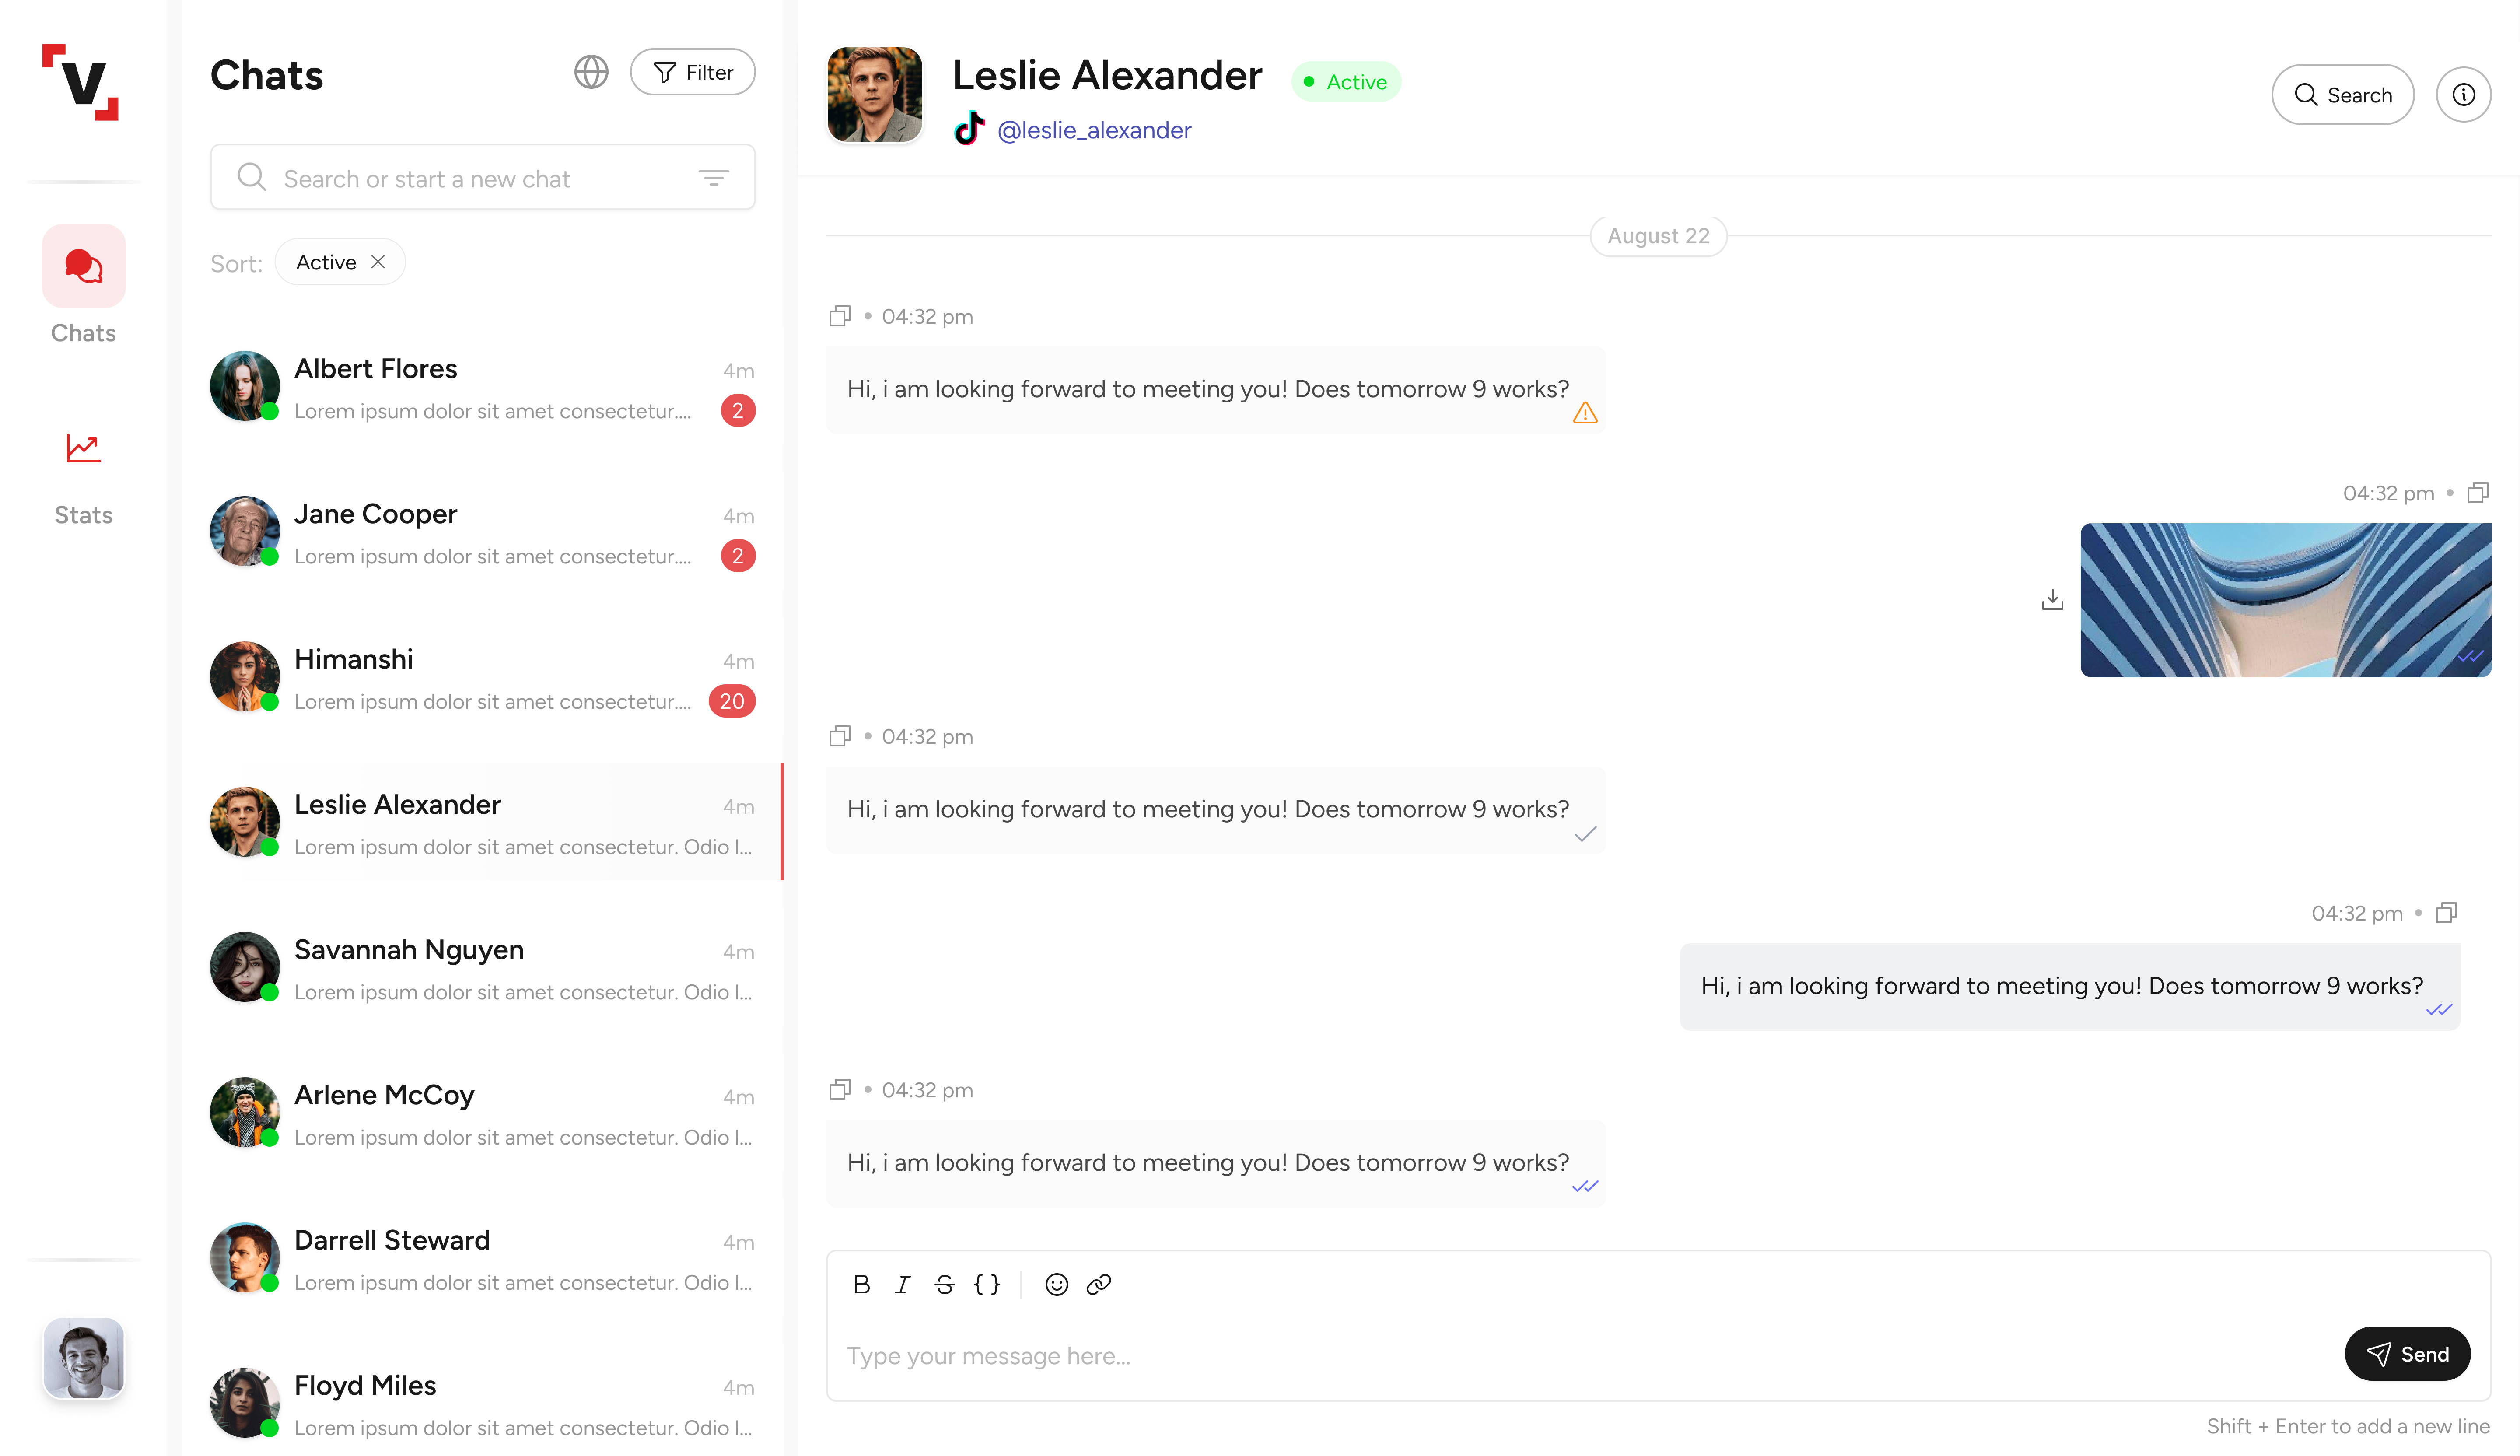 V
Chats
Stats
Chats
Filter
Search or start a new chat
Sort: Active
Albert Flores 4m
Lorem ipsum dolor sit amet consectetur.... 2
Jane Cooper 4m
Lorem ipsum dolor sit amet consectetur.... 2
Himanshi 4m
Lorem ipsum dolor sit amet consectetur.... 20
Leslie Alexander 4m
Lorem ipsum dolor sit amet consectetur. Odio l...
Savannah Nguyen 4m
Lorem ipsum dolor sit amet consectetur. Odio l...
Arlene McCoy 4m
Lorem ipsum dolor sit amet consectetur. Odio l...
Darrell Steward 4m
Lorem ipsum dolor sit amet consectetur. Odio l...
Floyd Miles 4m
Lorem ipsum dolor sit amet consectetur. Odio l...
Leslie Alexander Active
@leslie_alexander
Search
August 22
04:32 pm
Hi, i am looking forward to meeting you! Does tomorrow 9 works?
04:32 pm
04:32 pm
Hi, i am looking forward to meeting you! Does tomorrow 9 works?
04:32 pm
Hi, i am looking forward to meeting you! Does tomorrow 9 works?
04:32 pm
Hi, i am looking forward to meeting you! Does tomorrow 9 works?
B I S {}
Type your message here...
Send
Shift + Enter to add a new line